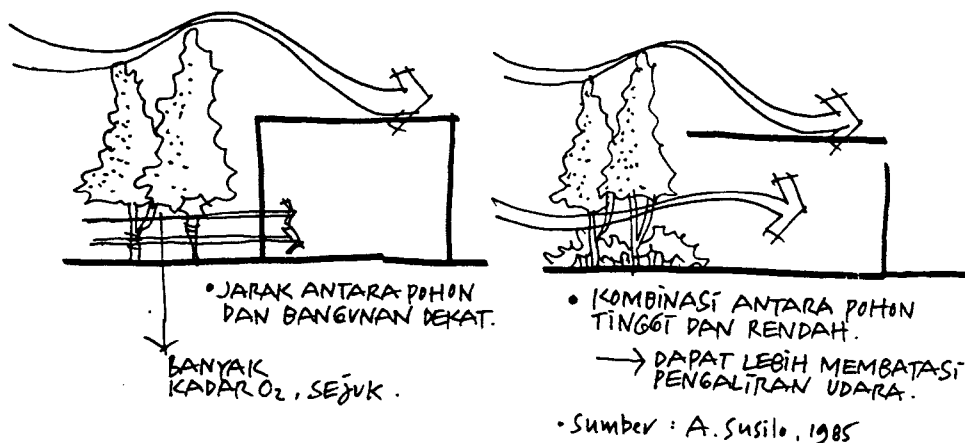 • JARAK ANTARA POHON
DAN BANGUNAN DEKAT.
BANYAK
KADAR O2, SEJUK.
• KOMBINASI ANTARA POHON
TINGGI DAN RENDAH.
→ DAPAT LEBIH MEMBATASI
PENGALIRAN UDARA.
• Sumber : A. Susilo, 1985